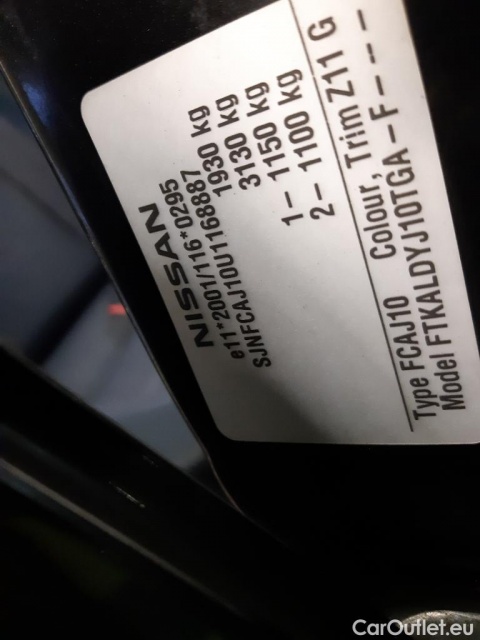 NISSAN
e11*2001/116*0295
SJNFCAJ10U1168887
1930 kg
3130 kg
1– 1150 kg
2– 1100 kg
Type FCAJ10 Colour, Trim Z11 G
Model FTKALDYJ10TGA – F – – –
CarOutlet.eu